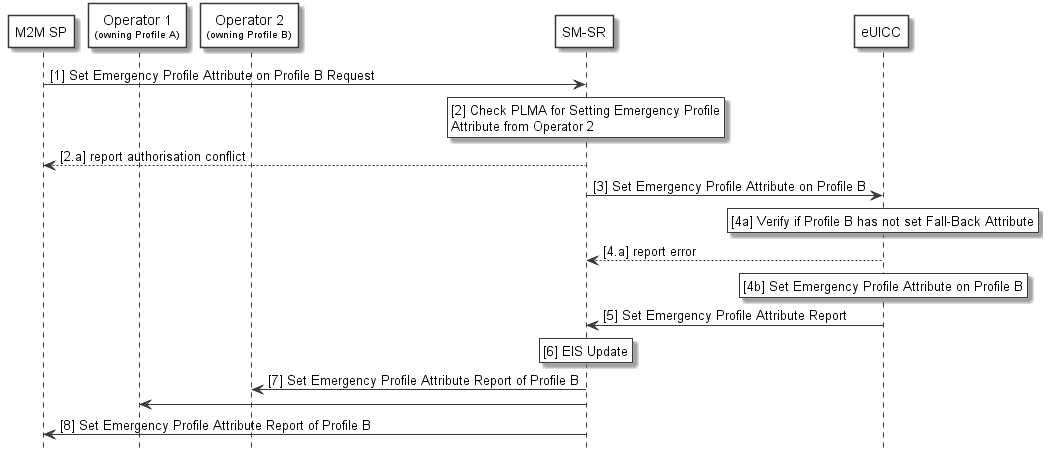 M2M SP
Operator 1
(owning Profile A)
Operator 2
(owning Profile B)
SM-SR
eUICC
[1] Set Emergency Profile Attribute on Profile B Request
[2] Check PLMA for Setting Emergency Profile
Attribute from Operator 2
[2.a] report authorisation conflict
[3] Set Emergency Profile Attribute on Profile B
[4a] Verify if Profile B has not set Fall-Back Attribute
[4.a] report error
[4b] Set Emergency Profile Attribute on Profile B
[5] Set Emergency Profile Attribute Report
[6] EIS Update
[7] Set Emergency Profile Attribute Report of Profile B
[8] Set Emergency Profile Attribute Report of Profile B